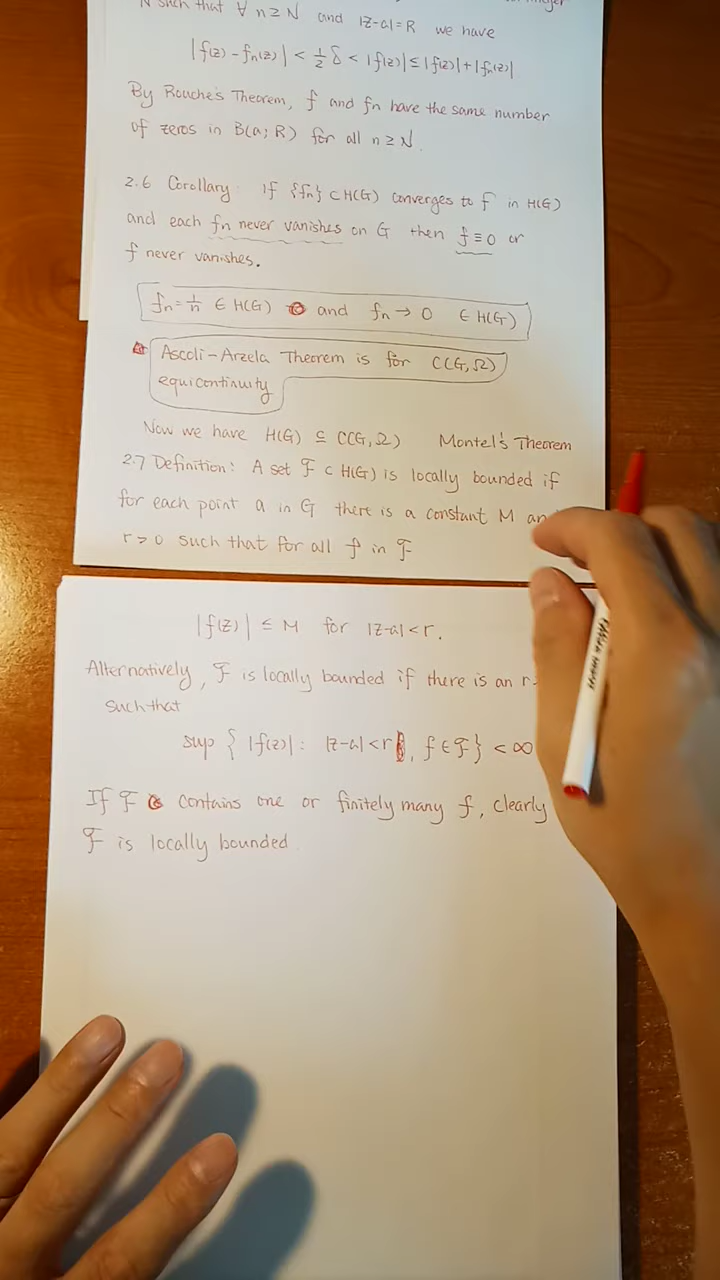 N such that ∀ n ≥ N and |z-a|=R we have
|f(z) - fn(z)| < ½ δ < |f(z)| ≤ |f(z)| + |fn(z)|
By Rouche's Theorem, f and fn have the same number
of zeros in B(a; R) for all n ≥ N.
2.6 Corollary: If {fn} ⊂ H(G) converges to f in H(G)
and each fn never vanishes on G then f ≡ 0 or
f never vanishes.
fn = 1/n ∈ H(G) and fn → 0 ∈ H(G)
Ascoli-Arzela Theorem is for C(G,Ω)
equicontinuity
Now we have H(G) ⊆ C(G,Ω) Montel's Theorem
2.7 Definition: A set ℱ ⊂ H(G) is locally bounded if
for each point a in G there is a constant M an
r > 0 such that for all f in ℱ
|f(z)| ≤ M for |z-a| < r.
Alternatively, ℱ is locally bounded if there is an r
such that
sup { |f(z)| : |z-a| < r, f ∈ ℱ } < ∞
If ℱ contains one or finitely many f, clearly
ℱ is locally bounded